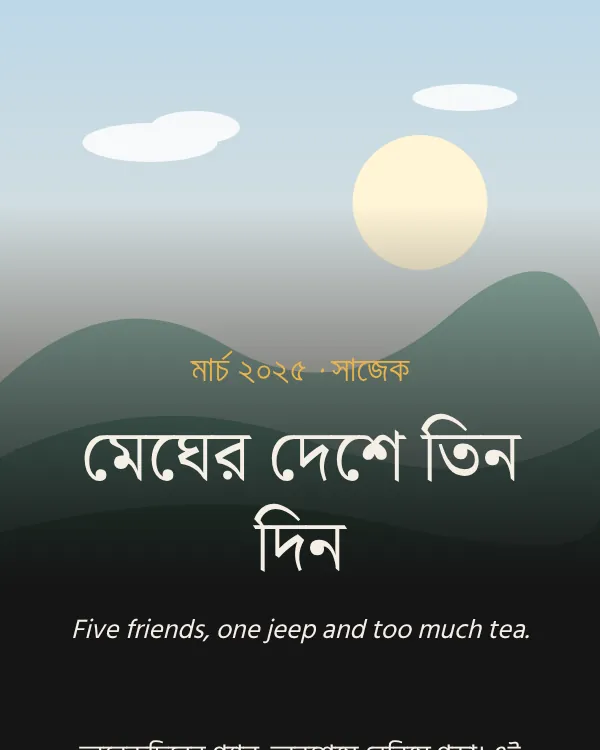 মার্চ ২০২৫ · সাজেক
মেঘের দেশে তিন
দিন
Five friends, one jeep and too much tea.